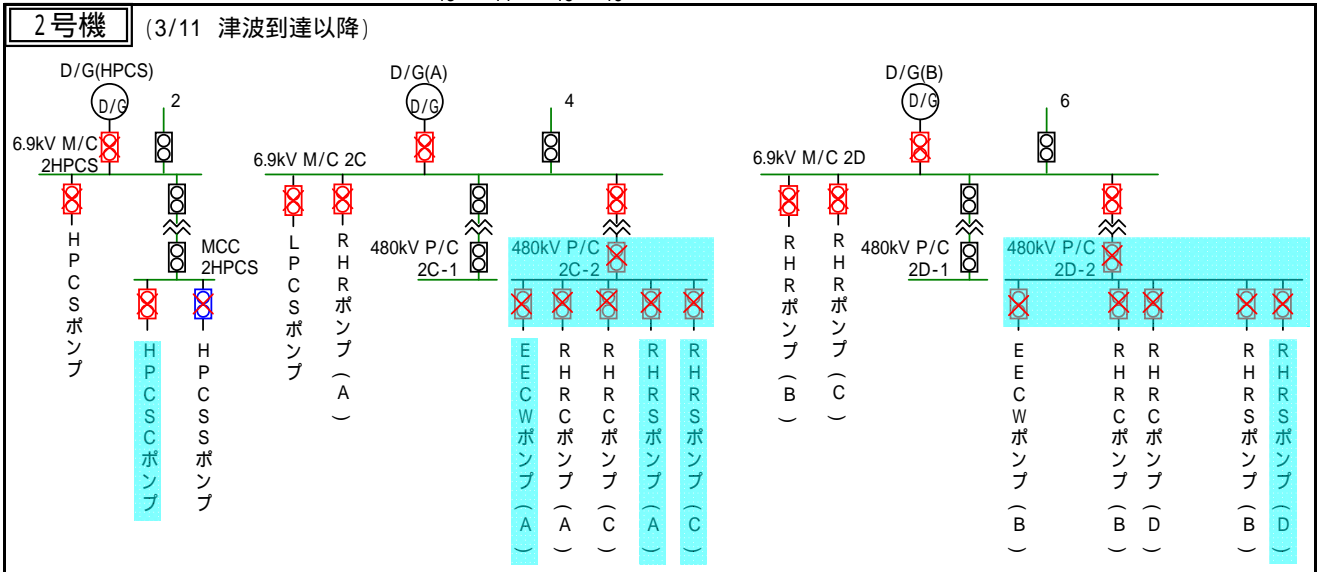 2号機 (3/11 津波到達以降)
D/G(HPCS)
D/G
2
6.9kV M/C
2HPCS
MCC
2HPCS
HPCSポンプ
HPCSCポンプ
HPCSSポンプ
D/G(A)
D/G
4
6.9kV M/C 2C
480kV P/C
2C-1
480kV P/C
2C-2
LPCSポンプ
RHRポンプ(A)
EECWポンプ(A)
RHRCポンプ(A)
RHRCポンプ(C)
RHRSポンプ(A)
RHRSポンプ(C)
D/G(B)
D/G
6
6.9kV M/C 2D
480kV P/C
2D-1
480kV P/C
2D-2
RHRポンプ(B)
RHRポンプ(C)
EECWポンプ(B)
RHRCポンプ(B)
RHRCポンプ(D)
RHRSポンプ(B)
RHRSポンプ(D)